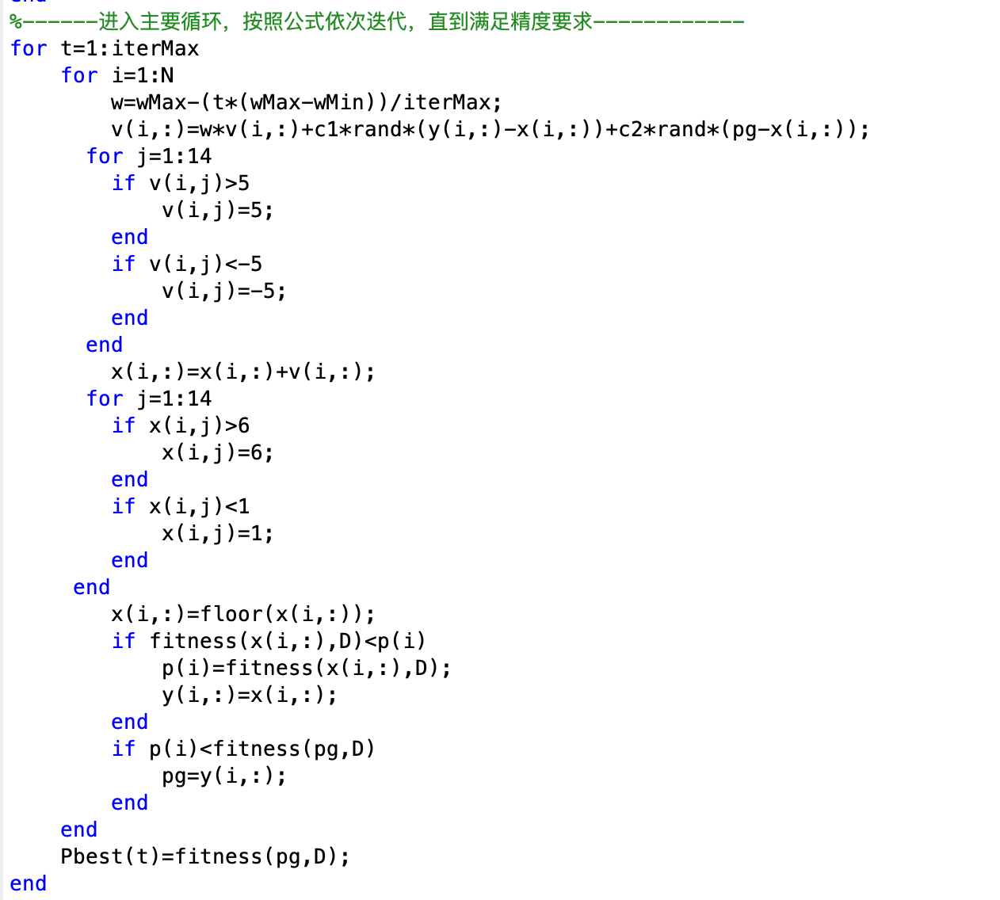 end
%------进入主要循环，按照公式依次迭代，直到满足精度要求------------
for t=1:iterMax
    for i=1:N
        w=wMax-(t*(wMax-wMin))/iterMax;
        v(i,:)=w*v(i,:)+c1*rand*(y(i,:)-x(i,:))+c2*rand*(pg-x(i,:));
      for j=1:14
        if v(i,j)>5
            v(i,j)=5;
        end
        if v(i,j)<-5
            v(i,j)=-5;
        end
      end
        x(i,:)=x(i,:)+v(i,:);
      for j=1:14
        if x(i,j)>6
            x(i,j)=6;
        end
        if x(i,j)<1
            x(i,j)=1;
        end
     end
        x(i,:)=floor(x(i,:));
        if fitness(x(i,:),D)<p(i)
            p(i)=fitness(x(i,:),D);
            y(i,:)=x(i,:);
        end
        if p(i)<fitness(pg,D)
            pg=y(i,:);
        end
    end
    Pbest(t)=fitness(pg,D);
end